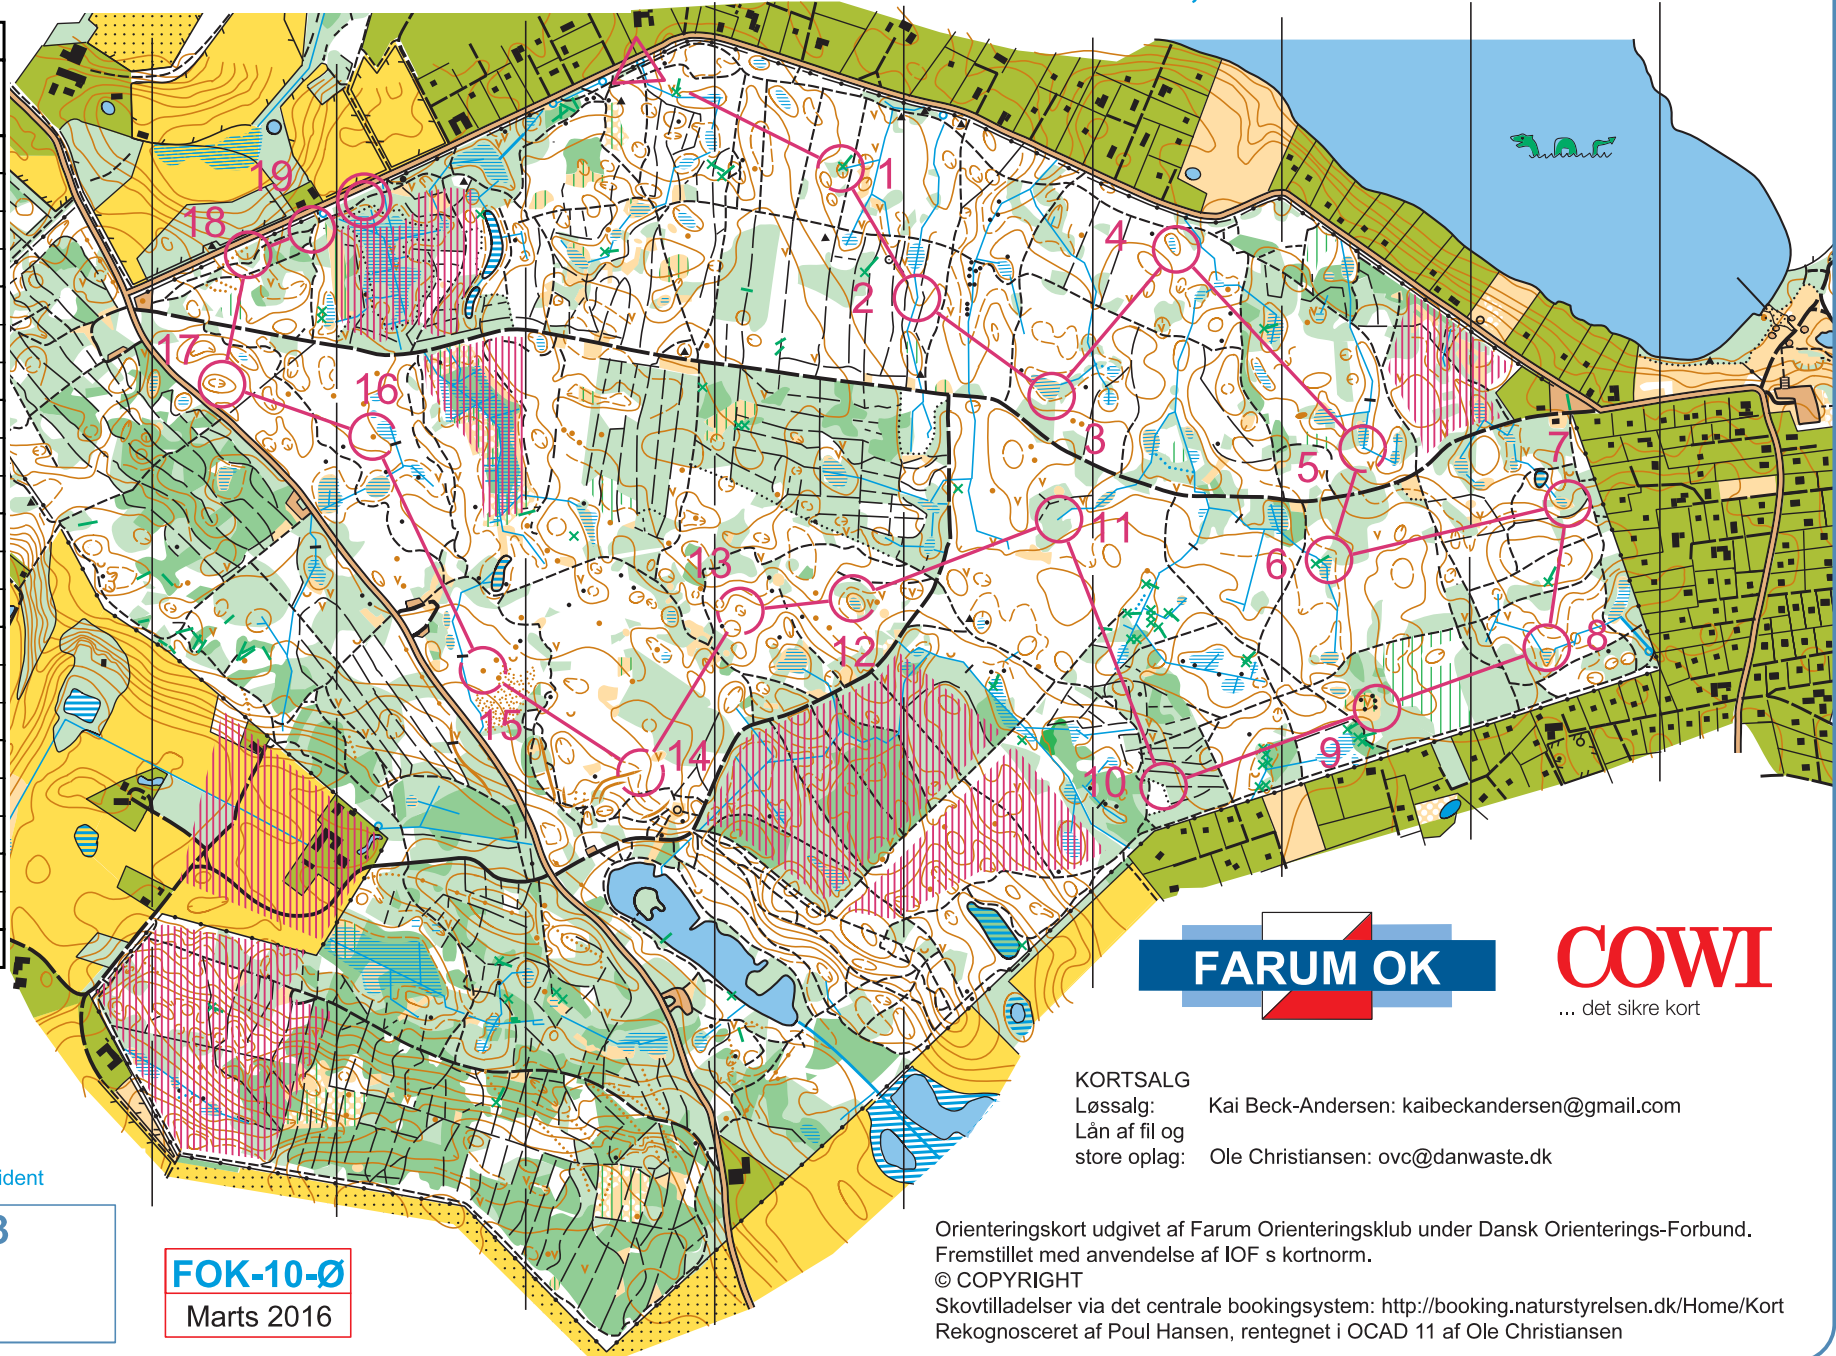 1
2
3
4
5
6
7
8
9
10
11
12
13
14
15
16
17
18
19
FARUM OK
COWI
... det sikre kort
KORTSALG
Løssalg: Kai Beck-Andersen: kaibeckandersen@gmail.com
Lån af fil og
store oplag: Ole Christiansen: ovc@danwaste.dk
ident
FOK-10-Ø
Marts 2016
Orienteringskort udgivet af Farum Orienteringsklub under Dansk Orienterings-Forbund.
Fremstillet med anvendelse af IOF s kortnorm.
© COPYRIGHT
Skovtilladelser via det centrale bookingsystem: http://booking.naturstyrelsen.dk/Home/Kort
Rekognosceret af Poul Hansen, rentegnet i OCAD 11 af Ole Christiansen